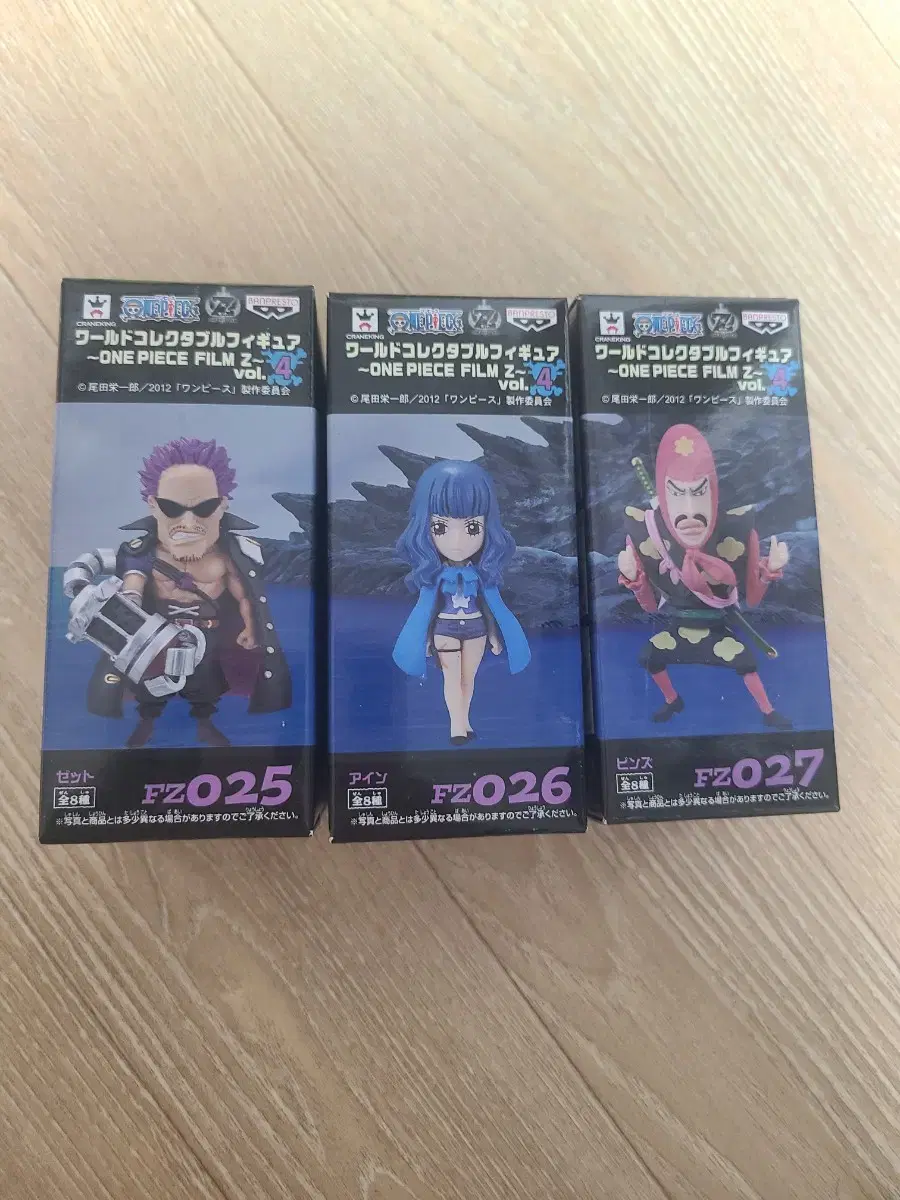 CRANEKING
ONE PIECE
Z
BANPRESTO
ワールドコレクタブルフィギュア
~ONE PIECE FILM Z~
vol. 4
©尾田栄一郎/2012「ワンピース」製作委員会
ゼット
全8種
FZ025
※写真と商品とは多少異なる場合がありますのでご了承ください。
CRANEKING
ONE PIECE
Z
BANPRESTO
ワールドコレクタブルフィギュア
~ONE PIECE FILM Z~
vol. 4
©尾田栄一郎/2012「ワンピース」製作委員会
アイン
全8種
FZ026
※写真と商品とは多少異なる場合がありますのでご了承ください。
CRANEKING
ONE PIECE
Z
BANPRESTO
ワールドコレクタブルフィギュア
~ONE PIECE FILM Z~
vol. 4
©尾田栄一郎/2012「ワンピース」製作委員会
ビンズ
全8種
FZ027
※写真と商品とは多少異なる場合がありますのでご了承ください。